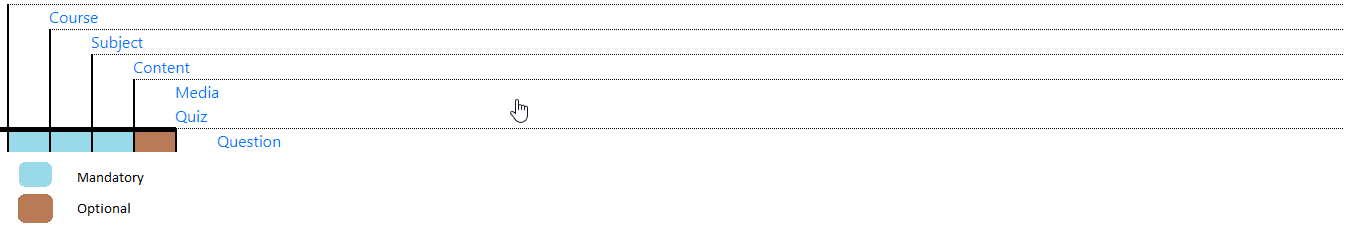 Course
Subject
Content
Media
Quiz
Question
Mandatory
Optional